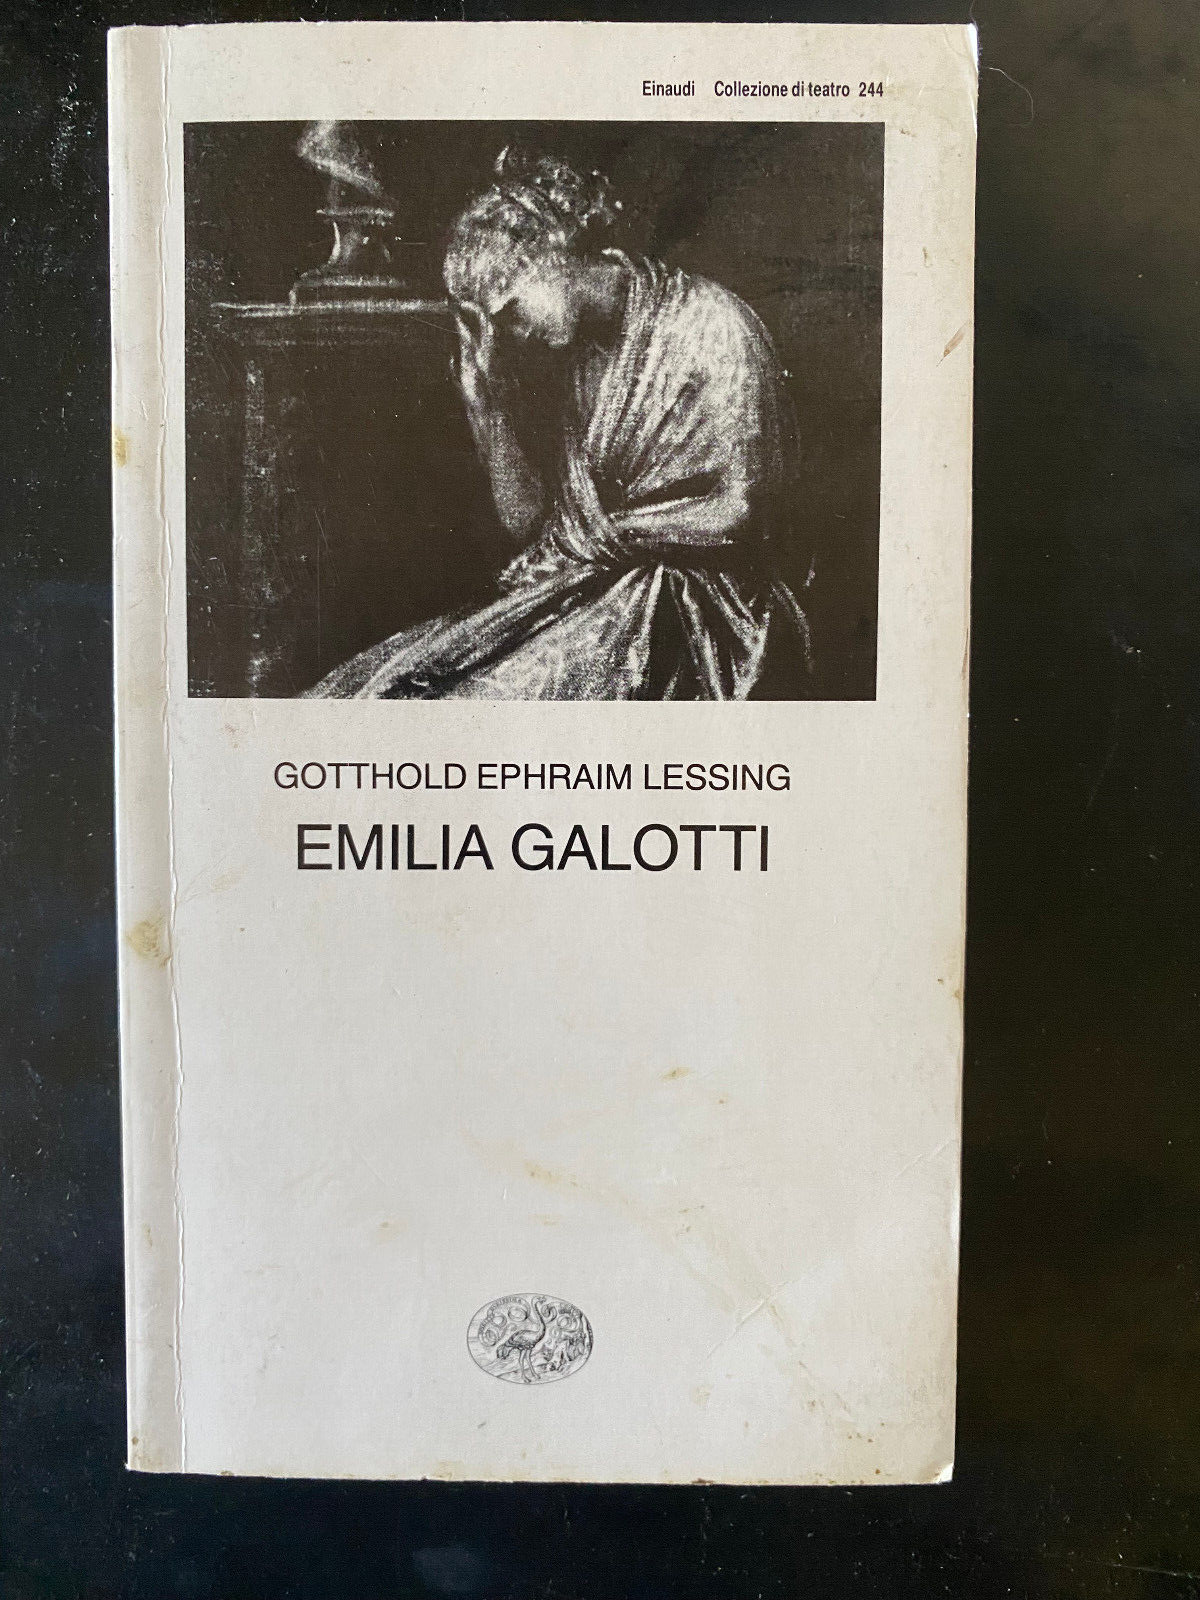 Einaudi Collezione di teatro 244
GOTTHOLD EPHRAIM LESSING
EMILIA GALOTTI